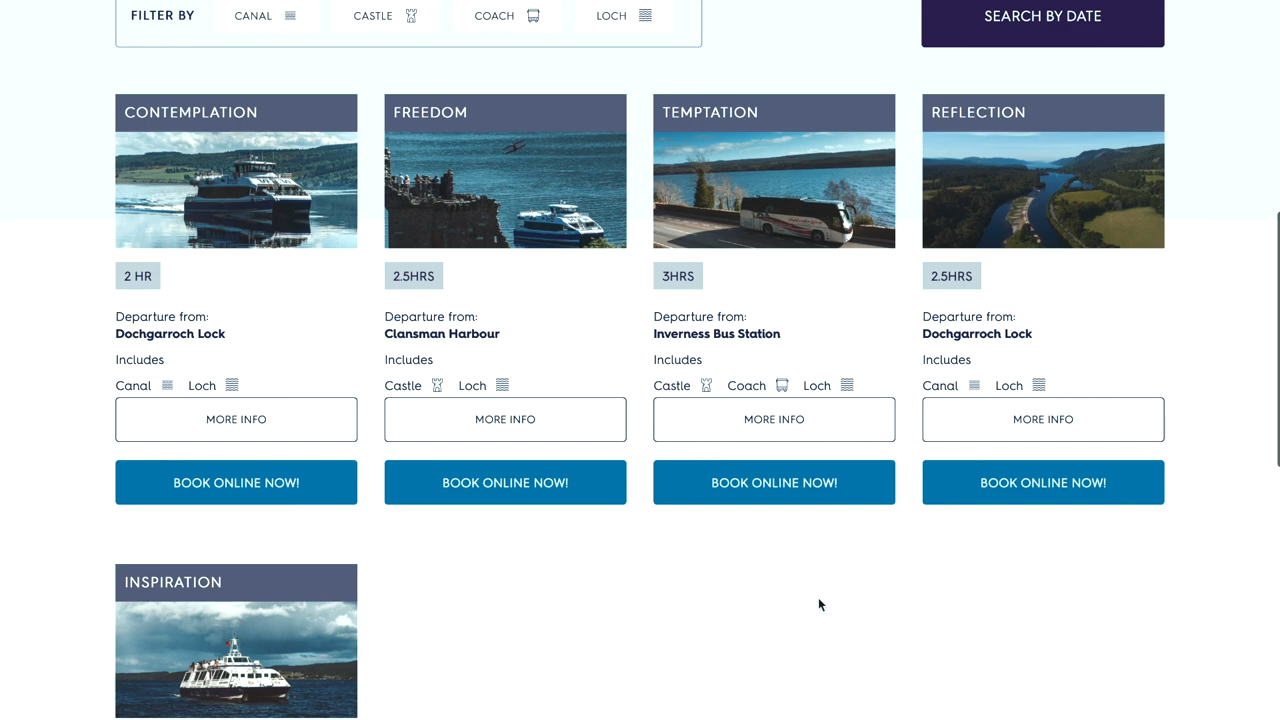 FILTER BY CANAL CASTLE COACH LOCH SEARCH BY DATE
CONTEMPLATION
2 HR
Departure from:
Dochgarroch Lock
Includes
Canal Loch
MORE INFO
BOOK ONLINE NOW!
FREEDOM
2.5HRS
Departure from:
Clansman Harbour
Includes
Castle Loch
MORE INFO
BOOK ONLINE NOW!
TEMPTATION
3HRS
Departure from:
Inverness Bus Station
Includes
Castle Coach Loch
MORE INFO
BOOK ONLINE NOW!
REFLECTION
2.5HRS
Departure from:
Dochgarroch Lock
Includes
Canal Loch
MORE INFO
BOOK ONLINE NOW!
INSPIRATION